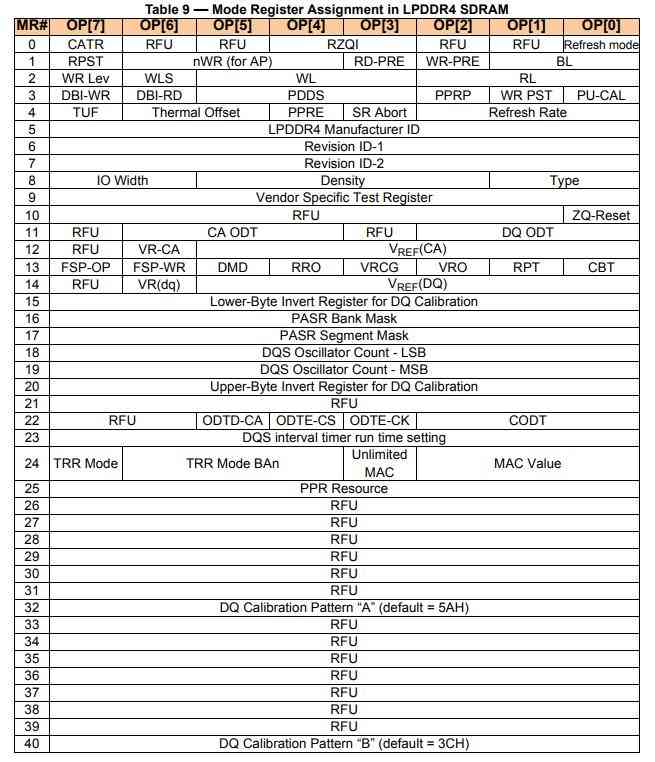 Table 9 — Mode Register Assignment in LPDDR4 SDRAM
MR# OP[7] OP[6] OP[5] OP[4] OP[3] OP[2] OP[1] OP[0]
0 CATR RFU RFU RZQI RFU RFU Refresh mode
1 RPST nWR (for AP) RD-PRE WR-PRE BL
2 WR Lev WLS WL RL
3 DBI-WR DBI-RD PDDS PPRP WR PST PU-CAL
4 TUF Thermal Offset PPRE SR Abort Refresh Rate
5 LPDDR4 Manufacturer ID
6 Revision ID-1
7 Revision ID-2
8 IO Width Density Type
9 Vendor Specific Test Register
10 RFU ZQ-Reset
11 RFU CA ODT RFU DQ ODT
12 RFU VR-CA VREF(CA)
13 FSP-OP FSP-WR DMD RRO VRCG VRO RPT CBT
14 RFU VR(dq) VREF(DQ)
15 Lower-Byte Invert Register for DQ Calibration
16 PASR Bank Mask
17 PASR Segment Mask
18 DQS Oscillator Count - LSB
19 DQS Oscillator Count - MSB
20 Upper-Byte Invert Register for DQ Calibration
21 RFU
22 RFU ODTD-CA ODTE-CS ODTE-CK CODT
23 DQS interval timer run time setting
24 TRR Mode TRR Mode BAn Unlimited MAC MAC Value
25 PPR Resource
26 RFU
27 RFU
28 RFU
29 RFU
30 RFU
31 RFU
32 DQ Calibration Pattern “A” (default = 5AH)
33 RFU
34 RFU
35 RFU
36 RFU
37 RFU
38 RFU
39 RFU
40 DQ Calibration Pattern “B” (default = 3CH)